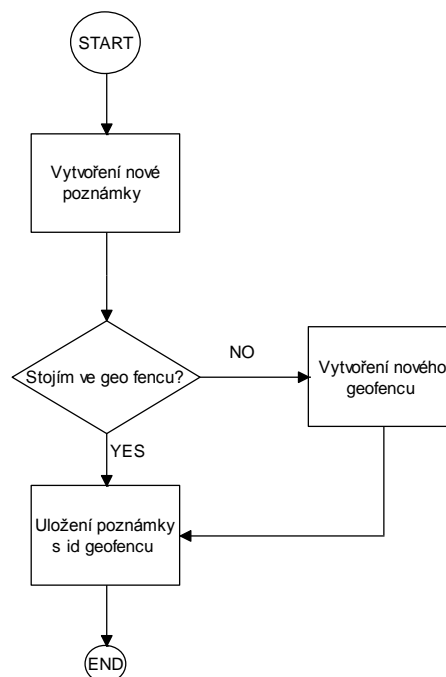 START
Vytvoření nové
poznámky
Stojím ve geo fencu?
NO
Vytvoření nového
geofencu
YES
Uložení poznámky
s id geofencu
END